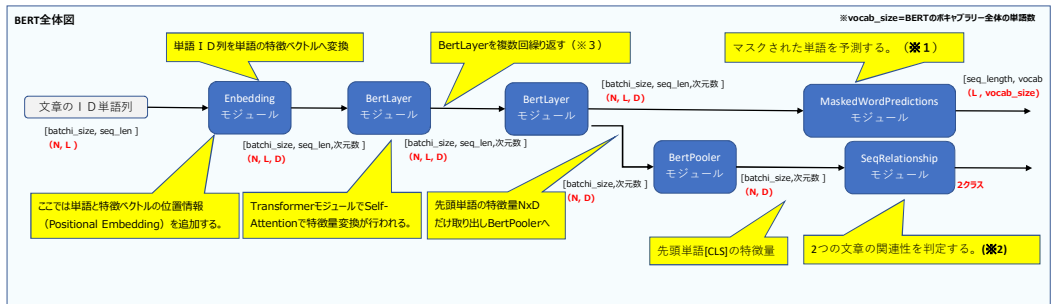 BERT全体図
※vocab_size=BERTのボキャブラリー全体の単語数
単語ＩＤ列を単語の特徴ベクトルへ変換
BertLayerを複数回繰り返す（※３）
マスクされた単語を予測する。（※１）
文章のＩＤ単語列
[batchi_size, seq_len ]
（N, L ）
Enbedding
モジュール
[batchi_size, seq_len,次元数 ]
（N, L, D）
BertLayer
モジュール
[batchi_size, seq_len,次元数 ]
（N, L, D）
BertLayer
モジュール
[batchi_size, seq_len,次元数 ]
（N, L, D）
MaskedWordPredictions
モジュール
[seq_length, vocab
（L , vocab_size）
[batchi_size,次元数 ]
（N, D）
BertPooler
モジュール
[batchi_size,次元数 ]
（N, D）
SeqRelationship
モジュール
2クラス
ここでは単語と特徴ベクトルの位置情報
（Positional Embedding）を追加する。
TransformerモジュールでSelf-
Attentionで特徴量変換が行われる。
先頭単語の特徴量NxD
だけ取り出しBertPoolerへ
先頭単語[CLS]の特徴量
2つの文章の関連性を判定する。(※2)